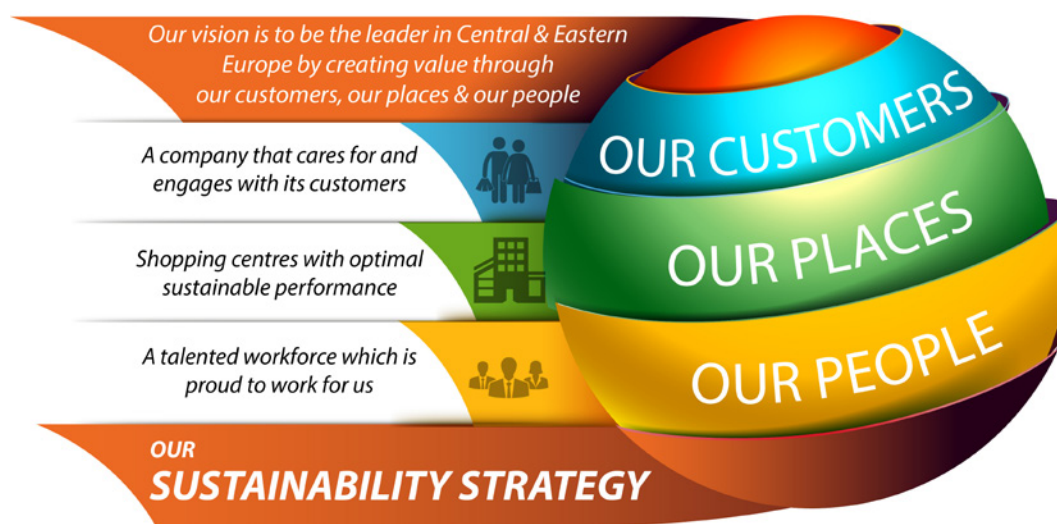 Our vision is to be the leader in Central & Eastern
Europe by creating value through
our customers, our places & our people
A company that cares for and
engages with its customers
Shopping centres with optimal
sustainable performance
A talented workforce which is
proud to work for us
OUR
SUSTAINABILITY STRATEGY
OUR CUSTOMERS
OUR PLACES
OUR PEOPLE